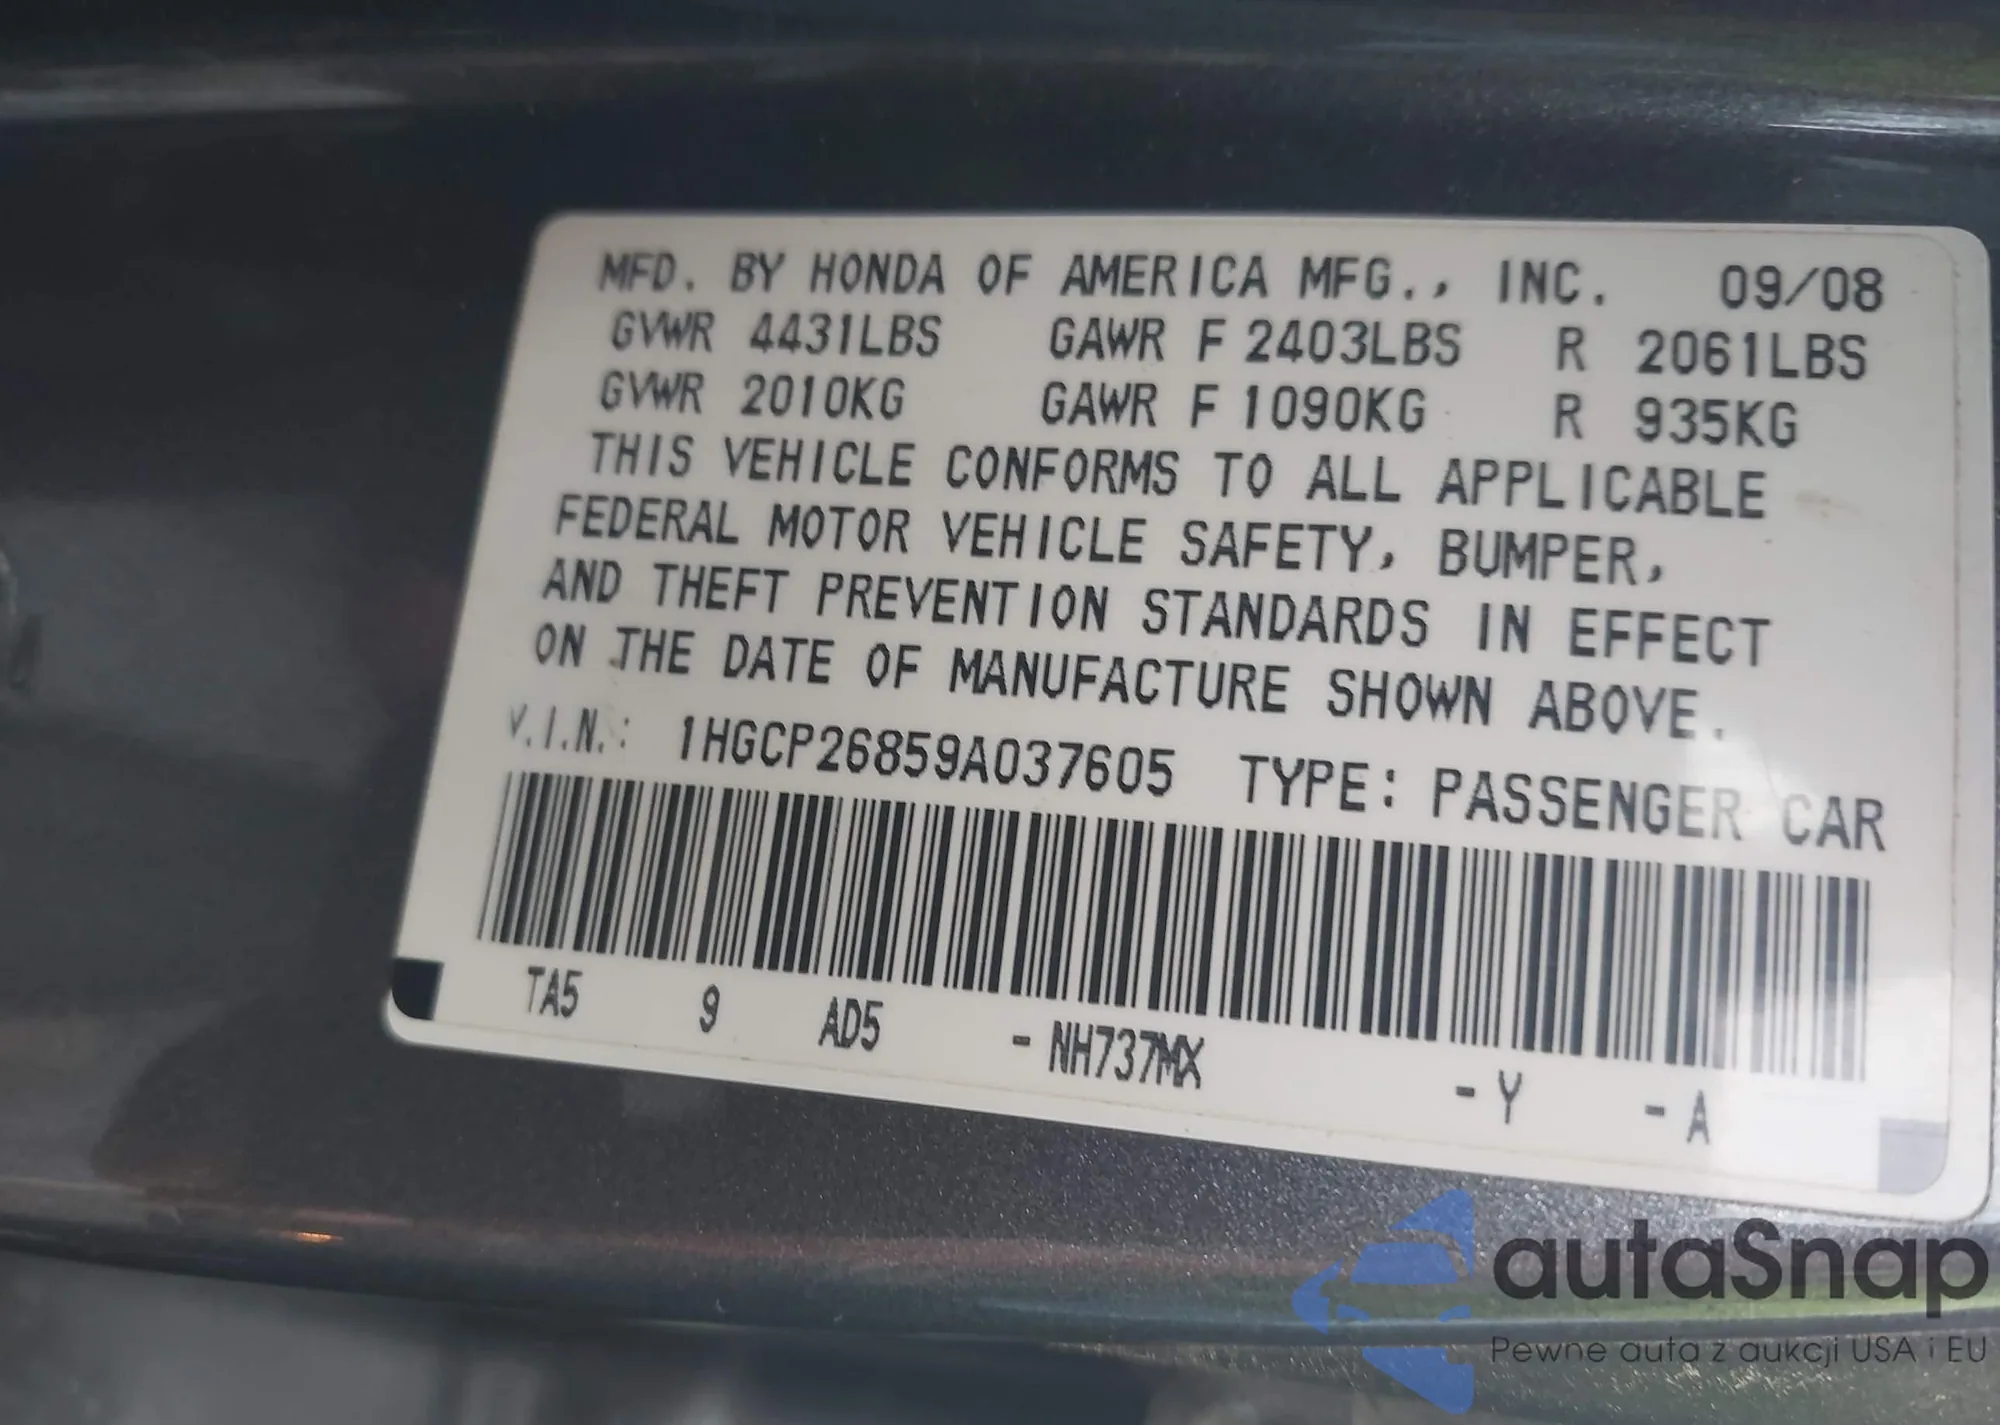 MFD. BY HONDA OF AMERICA MFG., INC. 09/08
GVWR 4431LBS GAWR F 2403LBS R 2061LBS
GVWR 2010KG GAWR F 1090KG R 935KG
THIS VEHICLE CONFORMS TO ALL APPLICABLE
FEDERAL MOTOR VEHICLE SAFETY, BUMPER,
AND THEFT PREVENTION STANDARDS IN EFFECT
ON THE DATE OF MANUFACTURE SHOWN ABOVE.
V.I.N.: 1HGCP26859A037605 TYPE: PASSENGER CAR
TA5 9 AD5 - NH737MX - Y - A
autaSnap
Pewne auta z aukcji USA i EU